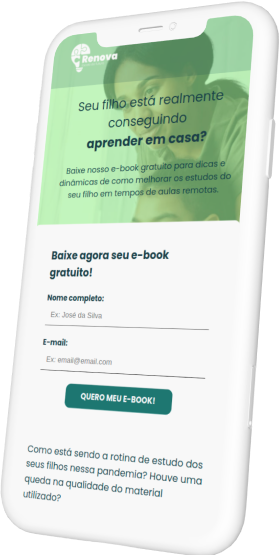 Renova
Seu filho está realmente
conseguindo
aprender em casa?
Baixe nosso e-book gratuito para dicas e
dinâmicas de como melhorar os estudos do
seu filho em tempos de aulas remotas.
Baixe agora seu e-book
gratuito!
Nome completo:
Ex: José da Silva
E-mail:
Ex: email@email.com
QUERO MEU E-BOOK!
Como está sendo a rotina de estudo dos
seus filhos nessa pandemia? Houve uma
queda na qualidade do material
utilizado?